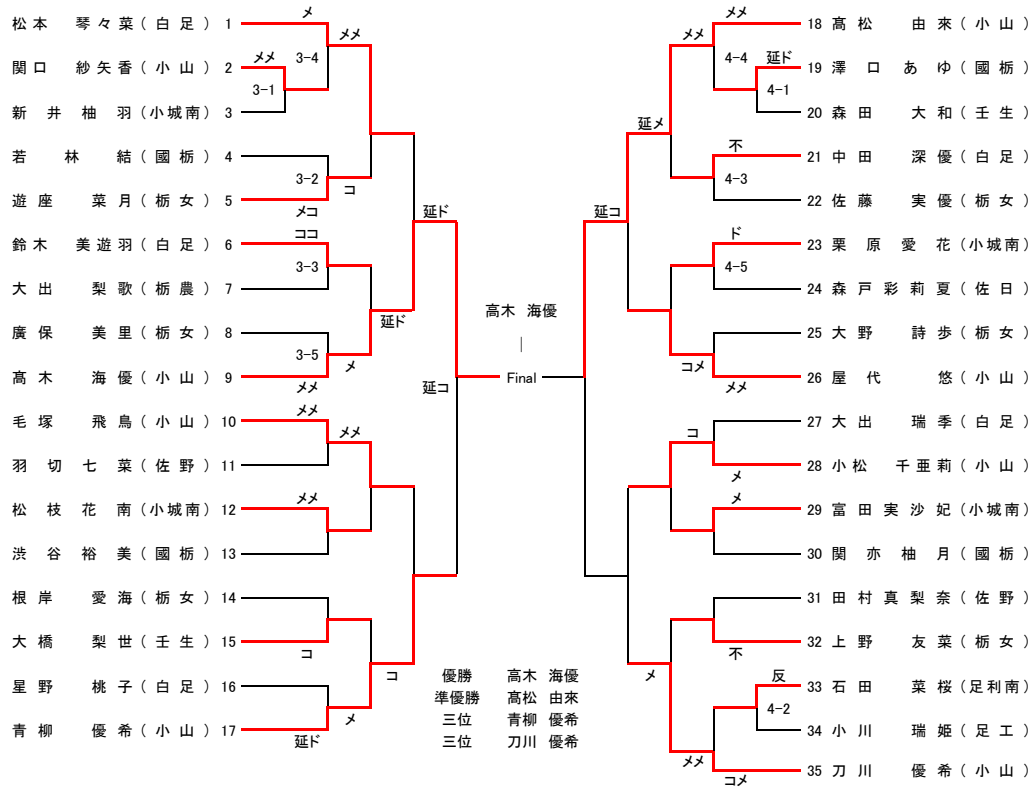 松本 琴々菜（白足） 1
関口 紗矢香（小山） 2
新井柚羽（小城南） 3
若林結（國栃） 4
遊座 菜月（栃女） 5
鈴木 美遊羽（白足） 6
大出 梨歌（栃農） 7
廣保 美里（栃女） 8
髙木 海優（小山） 9
毛塚 飛鳥（小山） 10
羽切七菜（佐野） 11
松枝花南（小城南） 12
渋谷裕美（國栃） 13
根岸 愛海（栃女） 14
大橋 梨世（壬生） 15
星野 桃子（白足） 16
青柳 優希（小山） 17
メ
メメ
3-4
メメ
3-1
3-2
コ
メコ
ココ
3-3
延ド
延ド
3-5
メ
メメ
延コ
メメ
メメ
メメ
コ
コ
メ
延ド
高木 海優
｜
Final
優勝 高木 海優
準優勝 髙松 由來
三位 青柳 優希
三位 刀川 優希
メメ
メメ
4-4
延ド
4-1
延メ
不
4-3
延コ
ド
4-5
コメ
メメ
コ
メ
メ
不
メ
反
4-2
メメ
コメ
18 髙松 由來（小山）
19 澤口あゆ（國栃）
20 森田 大和（壬生）
21 中田 深優（白足）
22 佐藤 実優（栃女）
23 栗原愛花（小城南）
24 森戸彩莉夏（佐日）
25 大野 詩歩（栃女）
26 屋代 悠（小山）
27 大出 瑞季（白足）
28 小松 千亜莉（小山）
29 富田実沙妃（小城南）
30 関亦柚月（國栃）
31 田村真梨奈（佐野）
32 上野 友菜（栃女）
33 石田 菜桜（足利南）
34 小川 瑞姫（足工）
35 刀川 優希（小山）